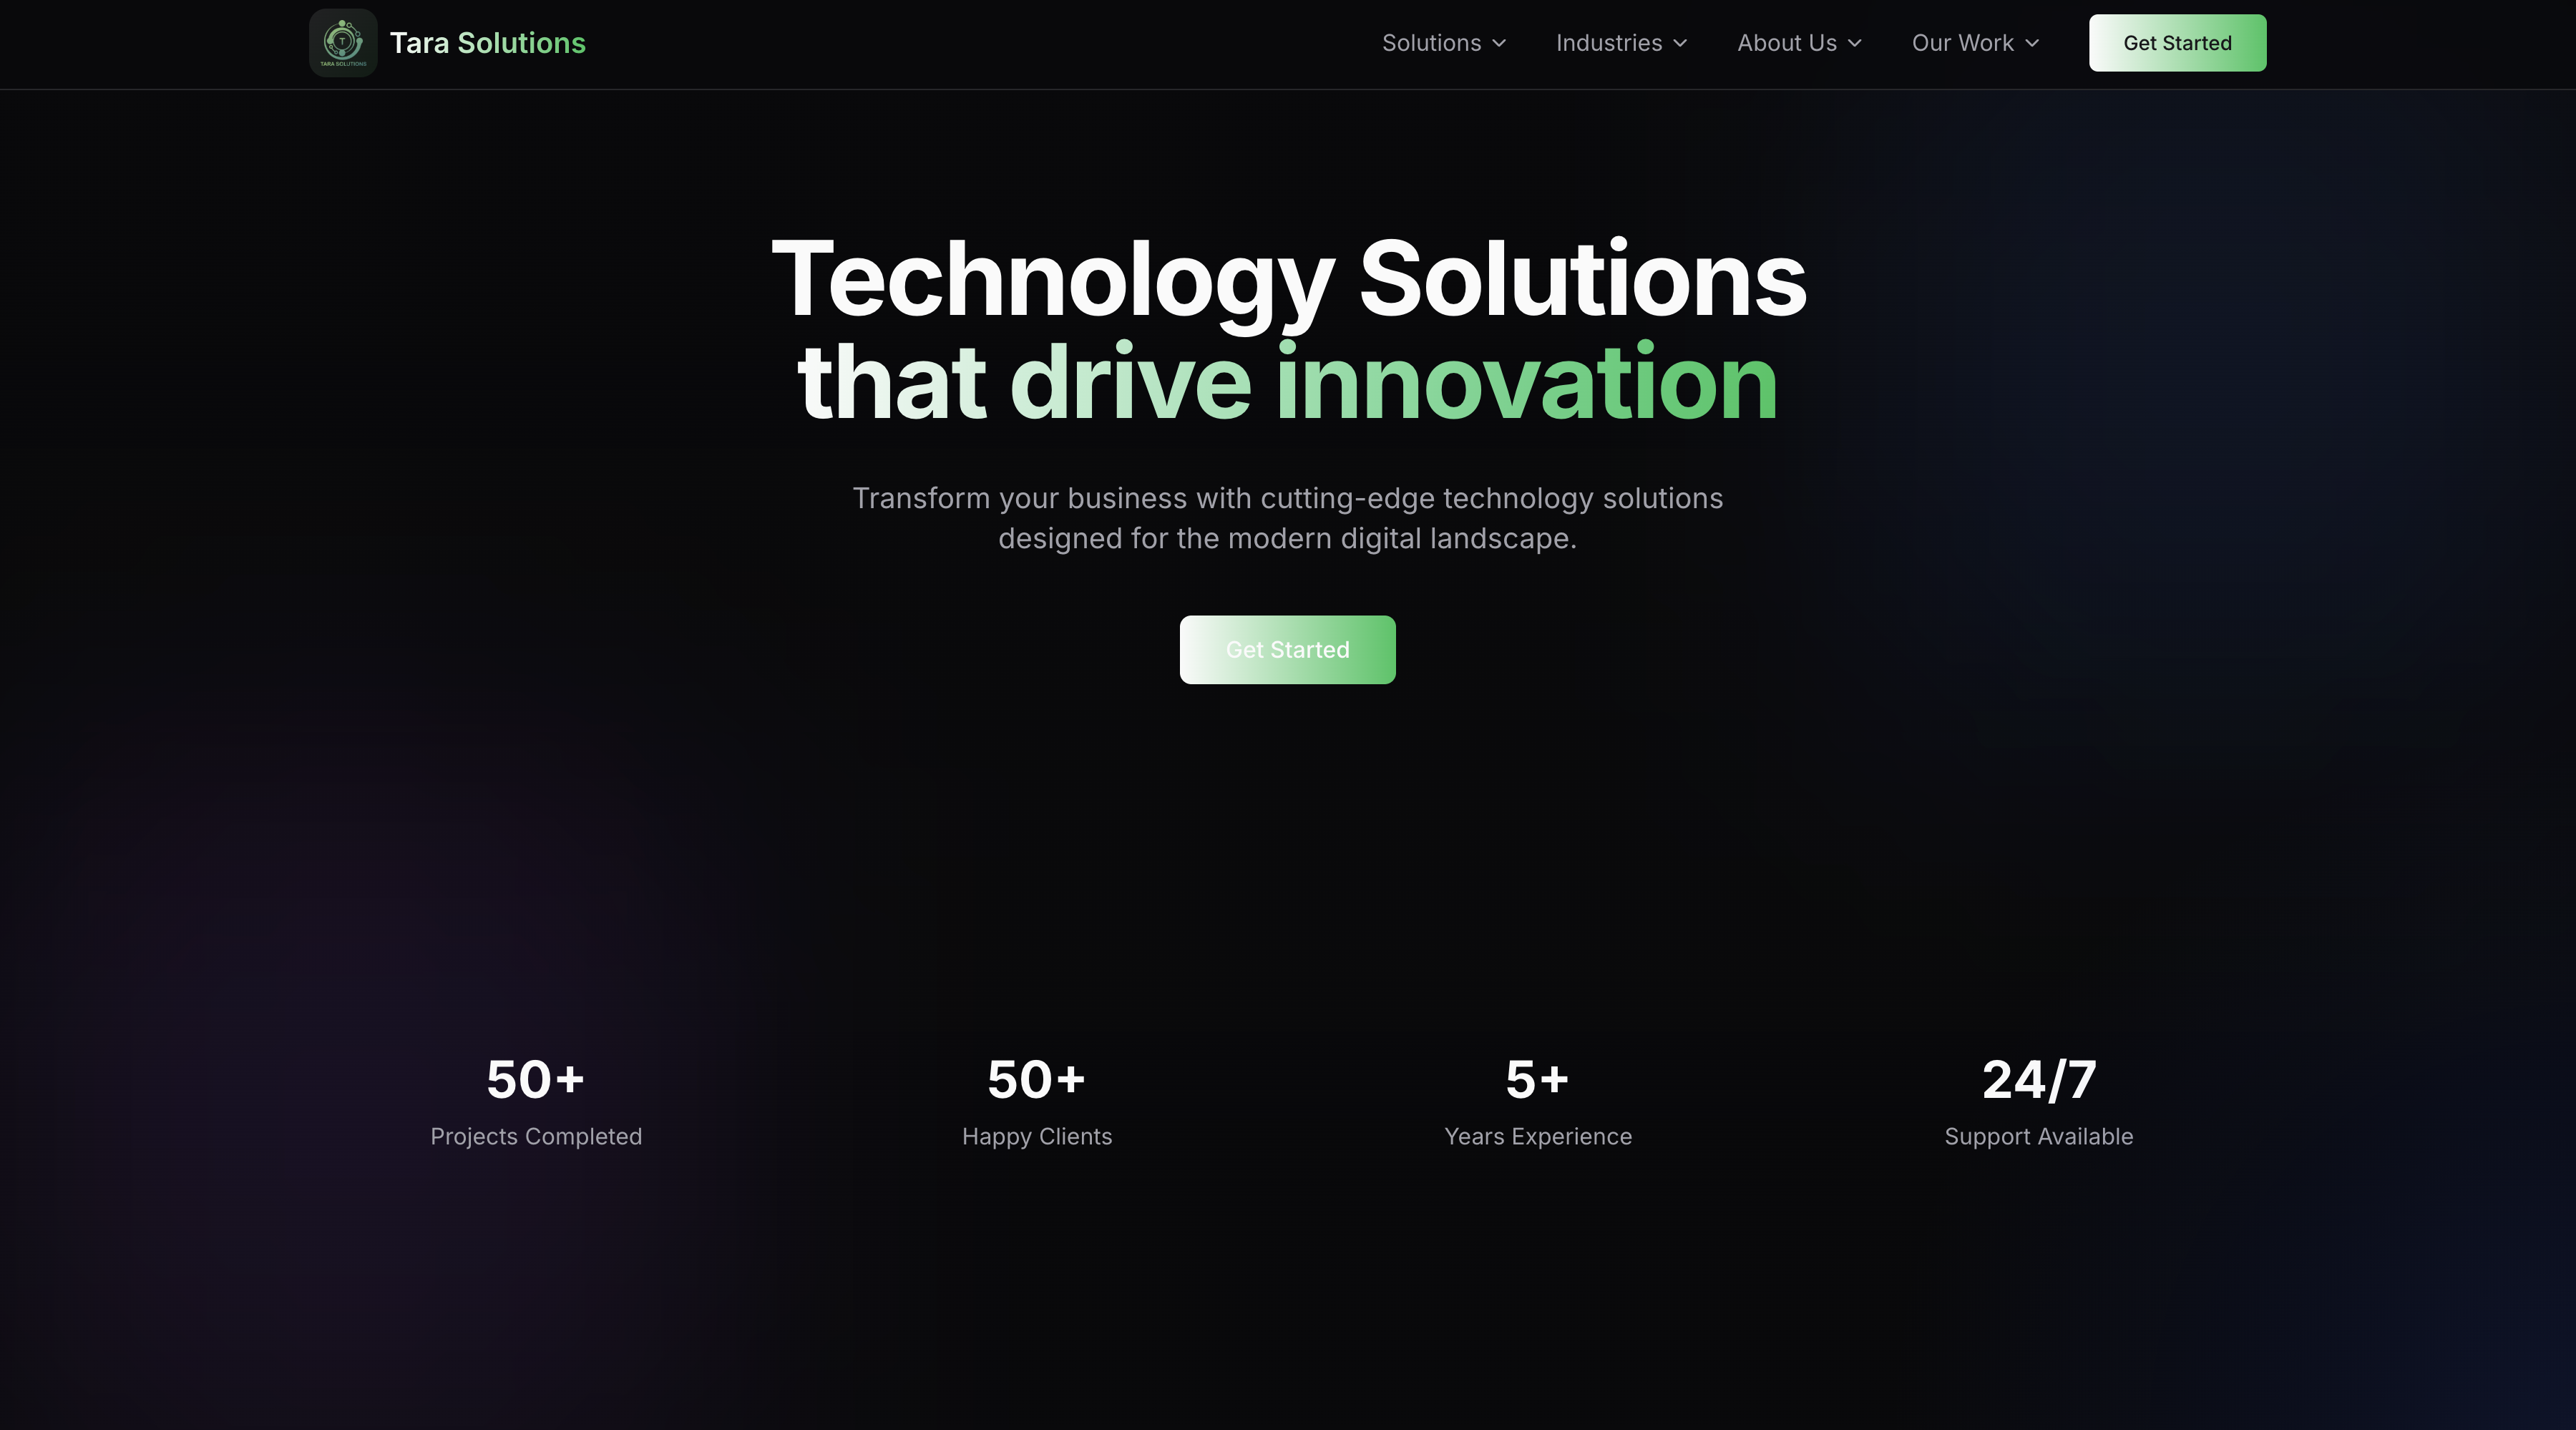 T
TARA SOLUTIONS
Tara Solutions
Solutions
Industries
About Us
Our Work
Get Started
Technology Solutions
that drive innovation
Transform your business with cutting-edge technology solutions
designed for the modern digital landscape.
Get Started
50+
Projects Completed
50+
Happy Clients
5+
Years Experience
24/7
Support Available